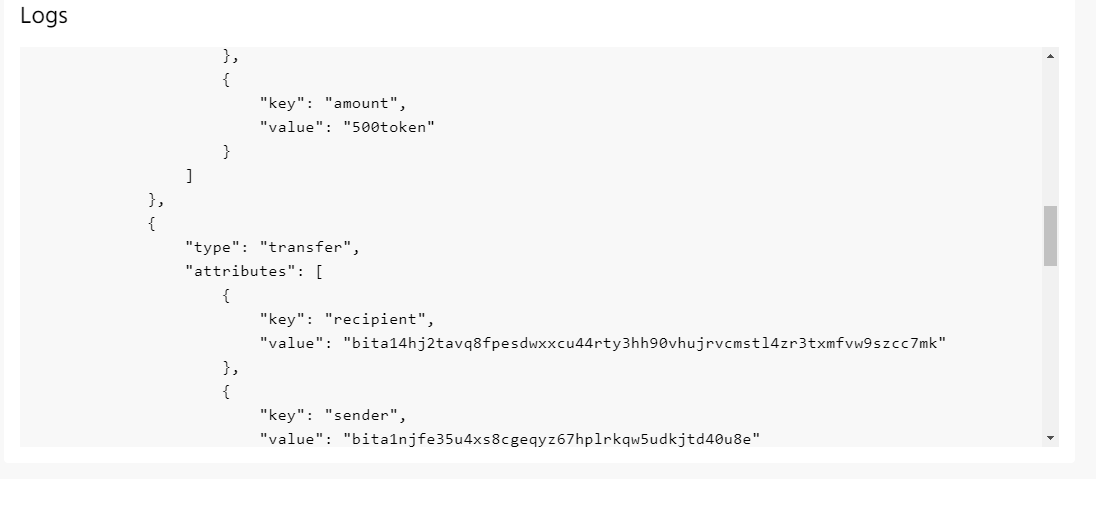 Logs
},
{
"key": "amount",
"value": "500token"
}
]
},
{
"type": "transfer",
"attributes": [
{
"key": "recipient",
"value": "bita14hj2tavq8fpesdwxxcu44rty3hh90vhujrvcmstl4zr3txmfvw9szcc7mk"
},
{
"key": "sender",
"value": "bita1njfe35u4xs8cgeqyz67hplrkqw5udkjtd40u8e"